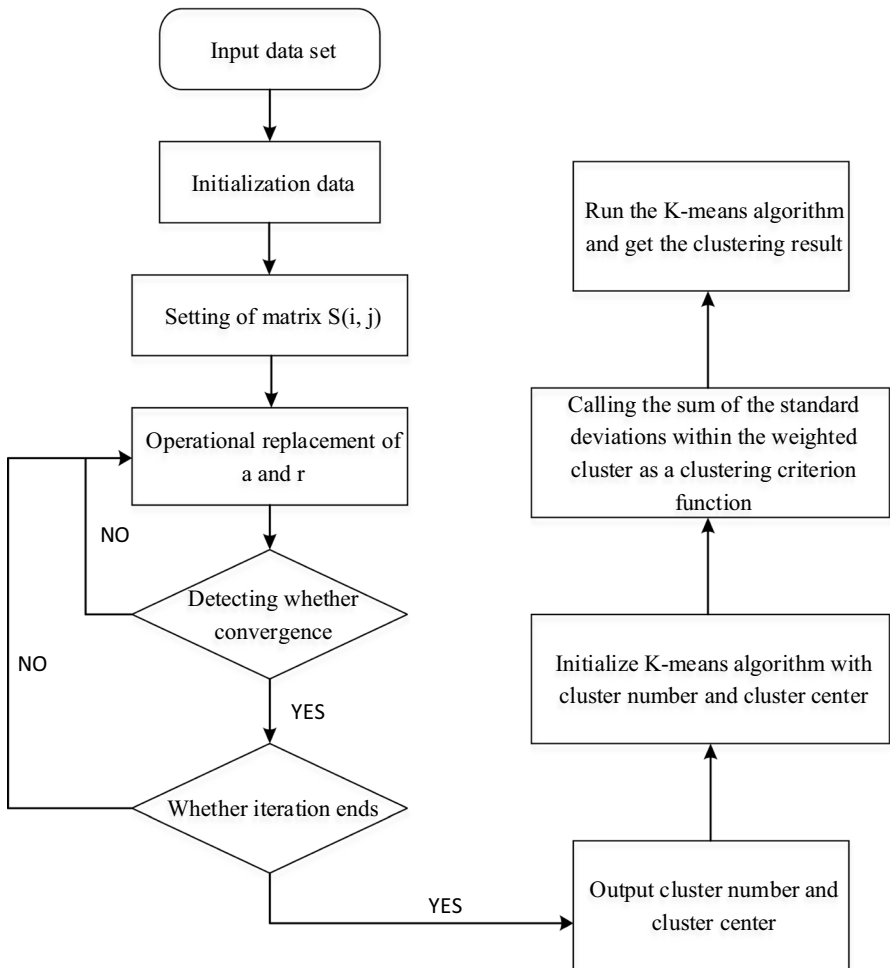 Input data set
Initialization data
Setting of matrix S(i, j)
Operational replacement of
a and r
NO
Detecting whether
convergence
NO
YES
Whether iteration ends
YES
Output cluster number and
cluster center
Initialize K-means algorithm with
cluster number and cluster center
Calling the sum of the standard
deviations within the weighted
cluster as a clustering criterion
function
Run the K-means algorithm
and get the clustering result